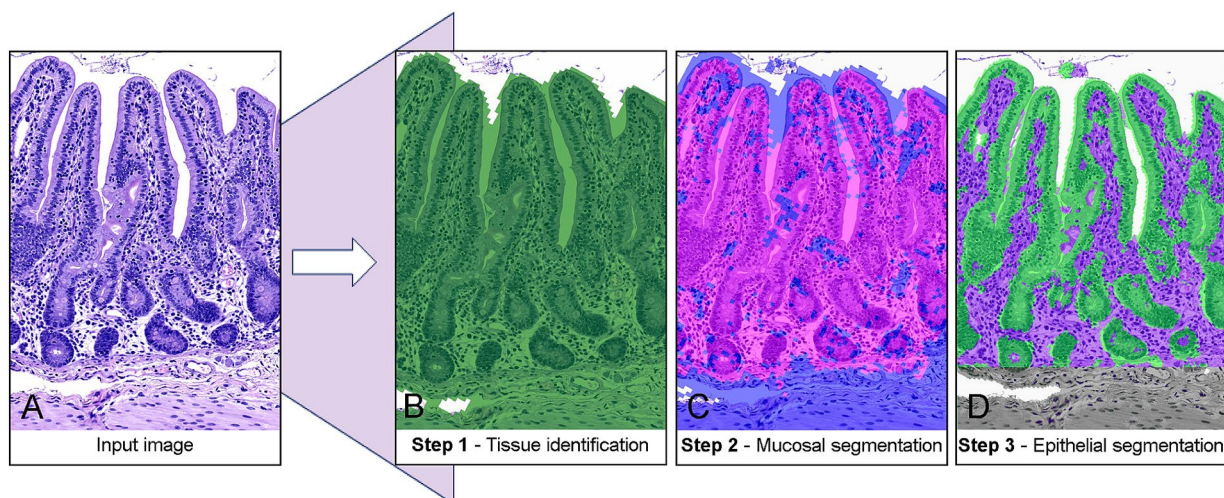 A
Input image
B
Step 1 - Tissue identification
C
Step 2 - Mucosal segmentation
D
Step 3 - Epithelial segmentation